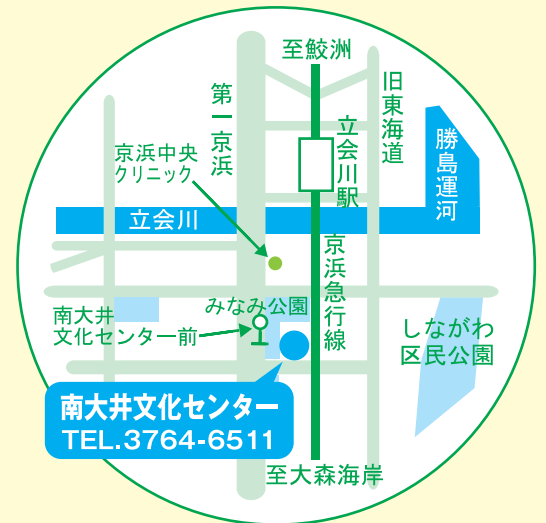 至鮫洲
第一京浜
旧東海道
立会川駅
勝島運河
京浜中央
クリニック
立会川
京浜急行線
みなみ公園
南大井
文化センター前
しながわ
区民公園
南大井文化センター
TEL.3764-6511
至大森海岸